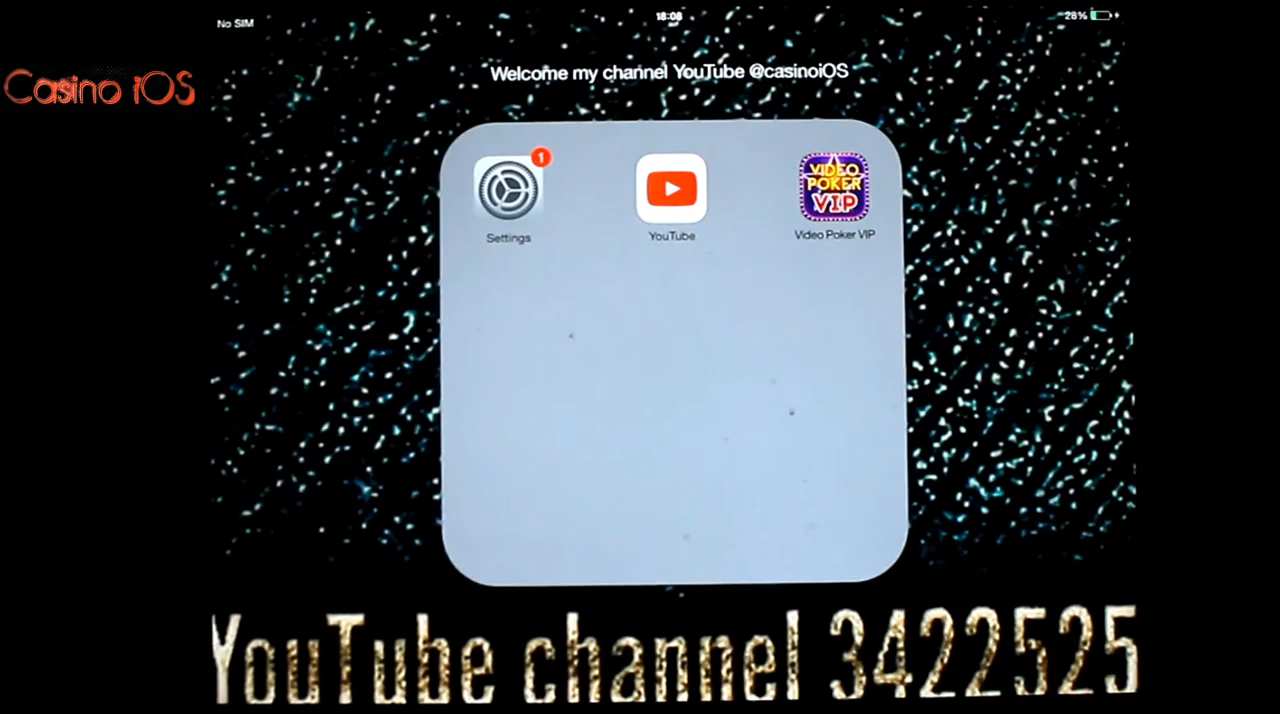 No SIM 18:08 28%
Casino iOS
Welcome my channel YouTube @casinoiOS
1
VIDEO
POKER
VIP
Settings YouTube Video Poker VIP
YouTube channel 3422525